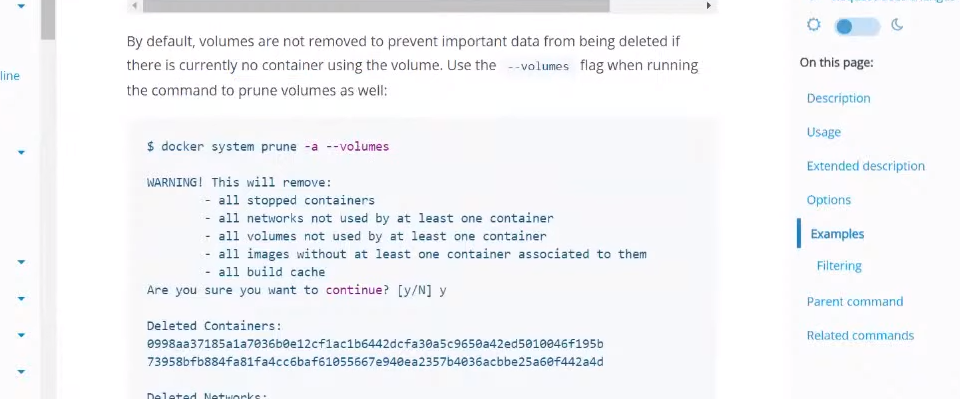 By default, volumes are not removed to prevent important data from being deleted if
there is currently no container using the volume. Use the --volumes flag when running
the command to prune volumes as well:
$ docker system prune -a --volumes
WARNING! This will remove:
- all stopped containers
- all networks not used by at least one container
- all volumes not used by at least one container
- all images without at least one container associated to them
- all build cache
Are you sure you want to continue? [y/N] y
Deleted Containers:
0998aa37185a1a7036b0e12cf1ac1b6442dcfa30a5c9650a42ed5010046f195b
73958bfb884fa81fa4cc6baf61055667e940ea2357b4036acbbe25a60f442a4d
Deleted Networks:
line
On this page:
Description
Usage
Extended description
Options
Examples
Filtering
Parent command
Related commands